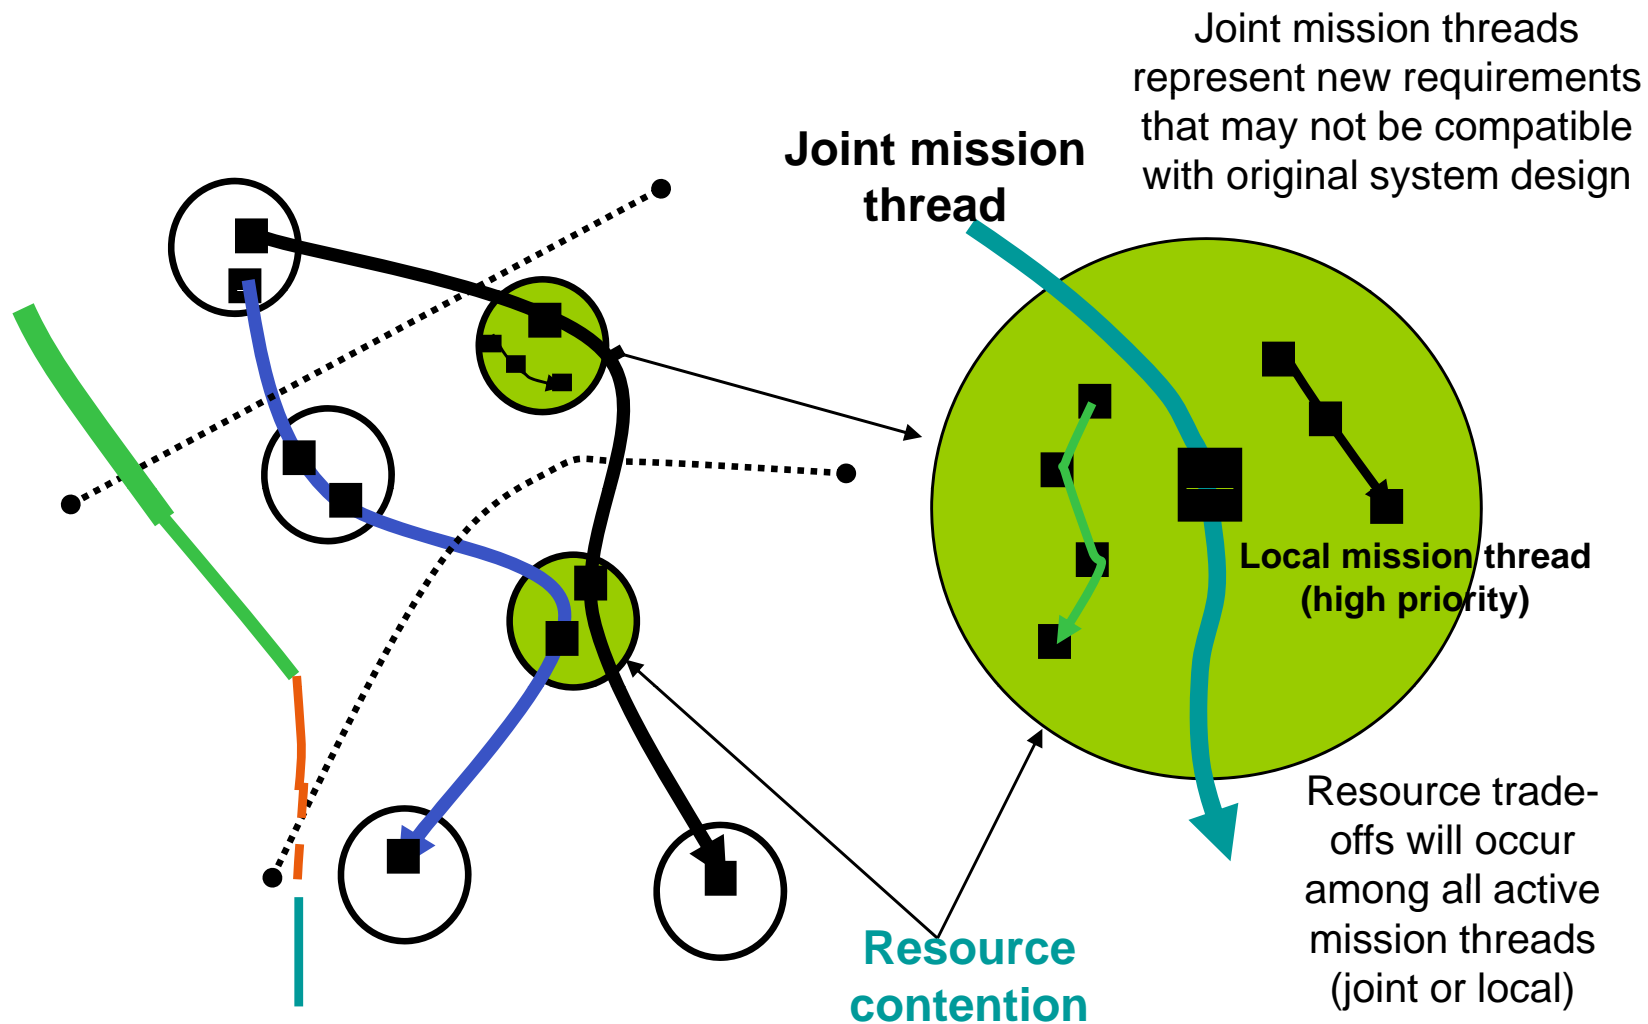 Joint mission threads
represent new requirements
that may not be compatible
with original system design
Joint mission
thread
Local mission thread
(high priority)
Resource trade-
offs will occur
among all active
mission threads
(joint or local)
Resource
contention